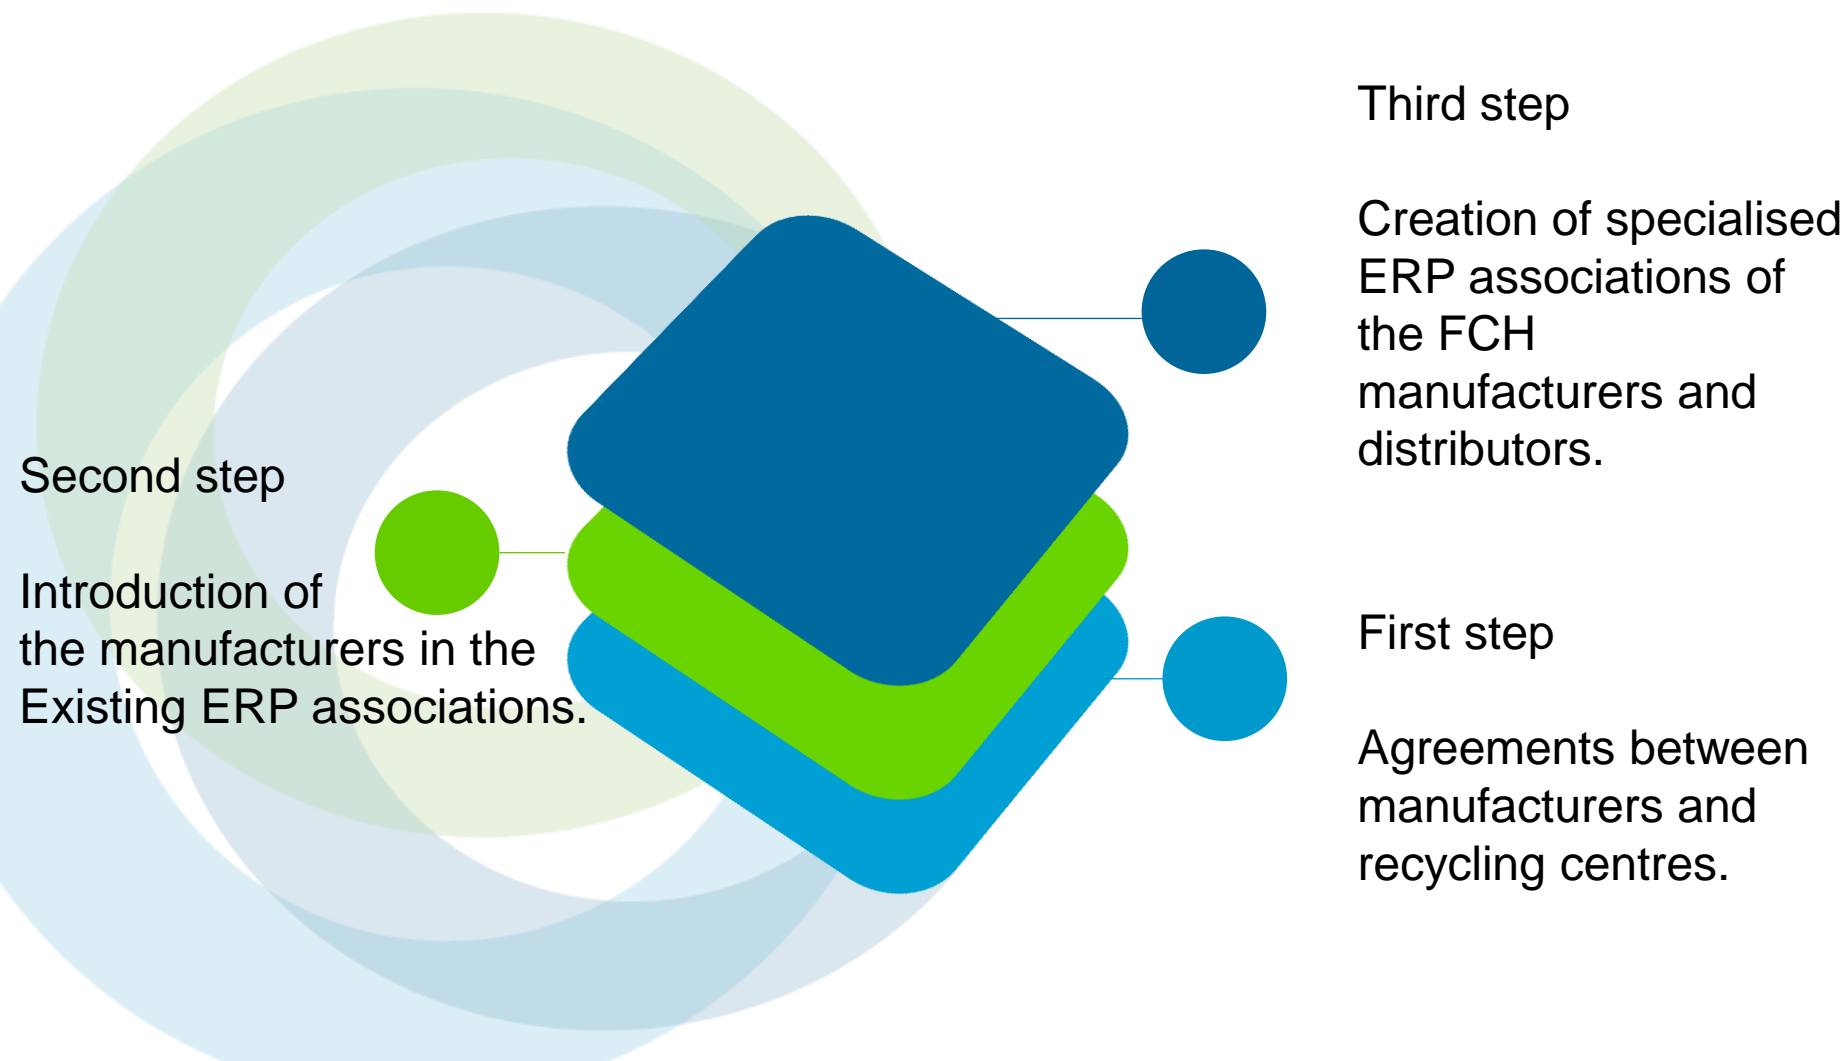 Third step
Creation of specialised
ERP associations of
the FCH
manufacturers and
distributors.
Second step
Introduction of
the manufacturers in the
Existing ERP associations.
First step
Agreements between
manufacturers and
recycling centres.